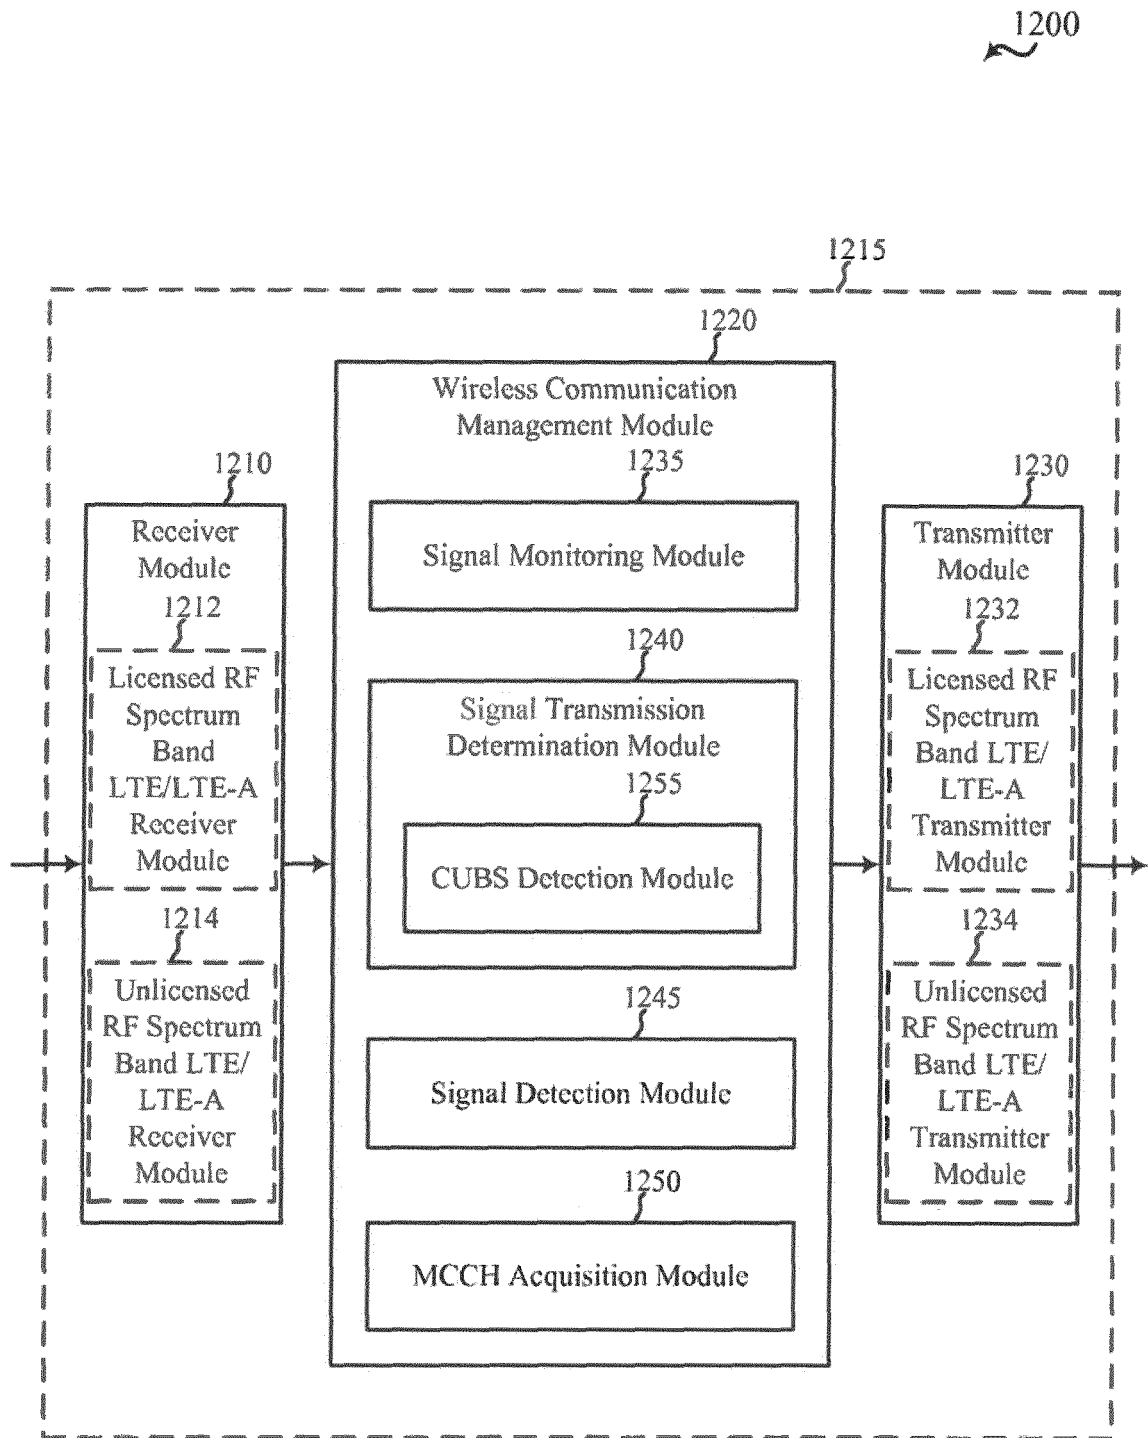 1200
1215
1220
Wireless Communication
Management Module
1235
Signal Monitoring Module
1240
Signal Transmission
Determination Module
1255
CUBS Detection Module
1245
Signal Detection Module
1250
MCCH Acquisition Module
1210
Receiver
Module
1212
Licensed RF
Spectrum
Band
LTE/LTE-A
Receiver
Module
1214
Unlicensed
RF Spectrum
Band LTE/
LTE-A
Receiver
Module
1230
Transmitter
Module
1232
Licensed RF
Spectrum
Band LTE/
LTE-A
Transmitter
Module
1234
Unlicensed
RF Spectrum
Band LTE/
LTE-A
Transmitter
Module